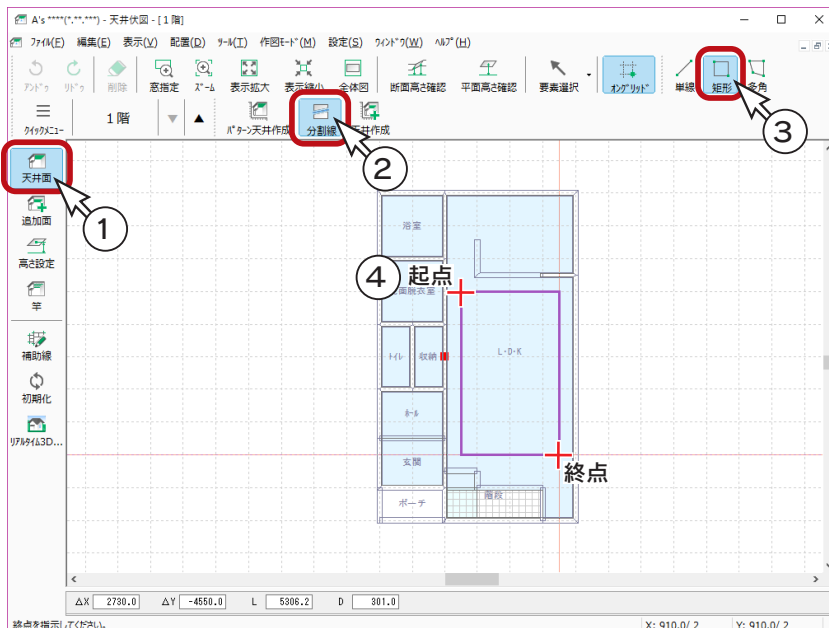 A's ****(*.**.***) - 天井伏図 - [1 階]
ﾌｧｲﾙ(F) 編集(E) 表示(V) 配置(D) ﾂｰﾙ(T) 作図ﾓｰﾄﾞ(M) 設定(S) ｳｨﾝﾄﾞｳ(W) ﾍﾙﾌﾟ(H)
ｱﾝﾄﾞｩ ﾘﾄﾞｩ 削除 窓指定 ｽﾞｰﾑ 表示拡大 表示縮小 全体図 断面高さ確認 平面高さ確認 要素選択 ｵﾝｸﾞﾘｯﾄﾞ 単線 矩形 多角
ｸｲｯｸﾒﾆｭｰ 1 階 ﾊﾟﾀｰﾝ天井作成 分割線 天井作成
③
②
天井面
①
追加面
高さ設定
竿
補助線
初期化
ﾘｱﾙﾀｲﾑ3D...
浴室
④ 起点
面脱衣室
ﾄｲﾚ 収納 L・D・K
ﾎｰﾙ
玄関
終点
ポーチ 階段
ΔX 2730.0 ΔY -4550.0 L 5306.2 D 301.0
終点を指示してください。 X: 910.0/ 2 Y: 910.0/ 2